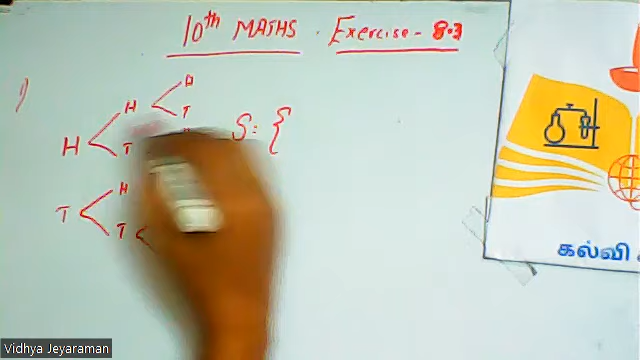 10th MATHS . Exercise - 8.3
1)
H
H
T
H
T
S = {
T
H
T
கல்வி
Vidhya Jeyaraman